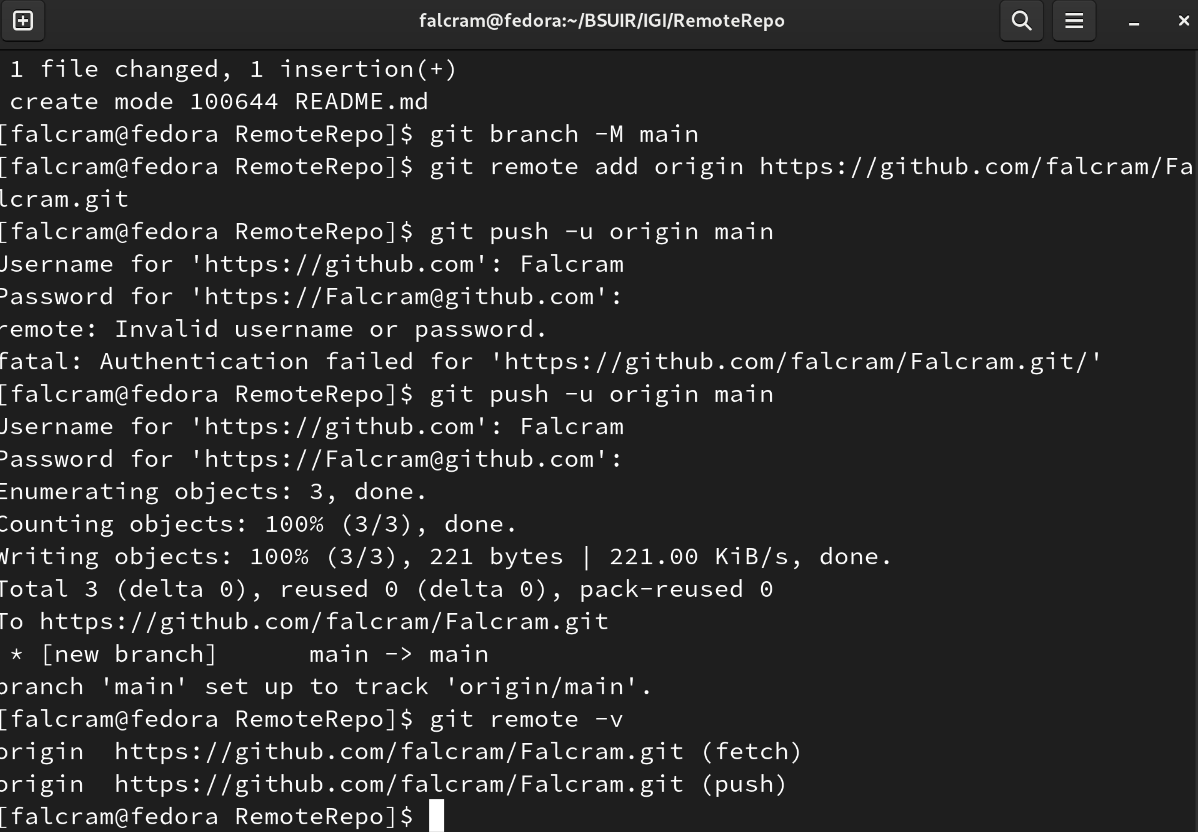 falcram@fedora:~/BSUIR/IGI/RemoteRepo
1 file changed, 1 insertion(+)
create mode 100644 README.md
[falcram@fedora RemoteRepo]$ git branch -M main
[falcram@fedora RemoteRepo]$ git remote add origin https://github.com/falcram/Fa
lcram.git
[falcram@fedora RemoteRepo]$ git push -u origin main
Username for 'https://github.com': Falcram
Password for 'https://Falcram@github.com':
remote: Invalid username or password.
fatal: Authentication failed for 'https://github.com/falcram/Falcram.git/'
[falcram@fedora RemoteRepo]$ git push -u origin main
Username for 'https://github.com': Falcram
Password for 'https://Falcram@github.com':
Enumerating objects: 3, done.
Counting objects: 100% (3/3), done.
Writing objects: 100% (3/3), 221 bytes | 221.00 KiB/s, done.
Total 3 (delta 0), reused 0 (delta 0), pack-reused 0
To https://github.com/falcram/Falcram.git
 * [new branch]      main -> main
branch 'main' set up to track 'origin/main'.
[falcram@fedora RemoteRepo]$ git remote -v
origin  https://github.com/falcram/Falcram.git (fetch)
origin  https://github.com/falcram/Falcram.git (push)
[falcram@fedora RemoteRepo]$